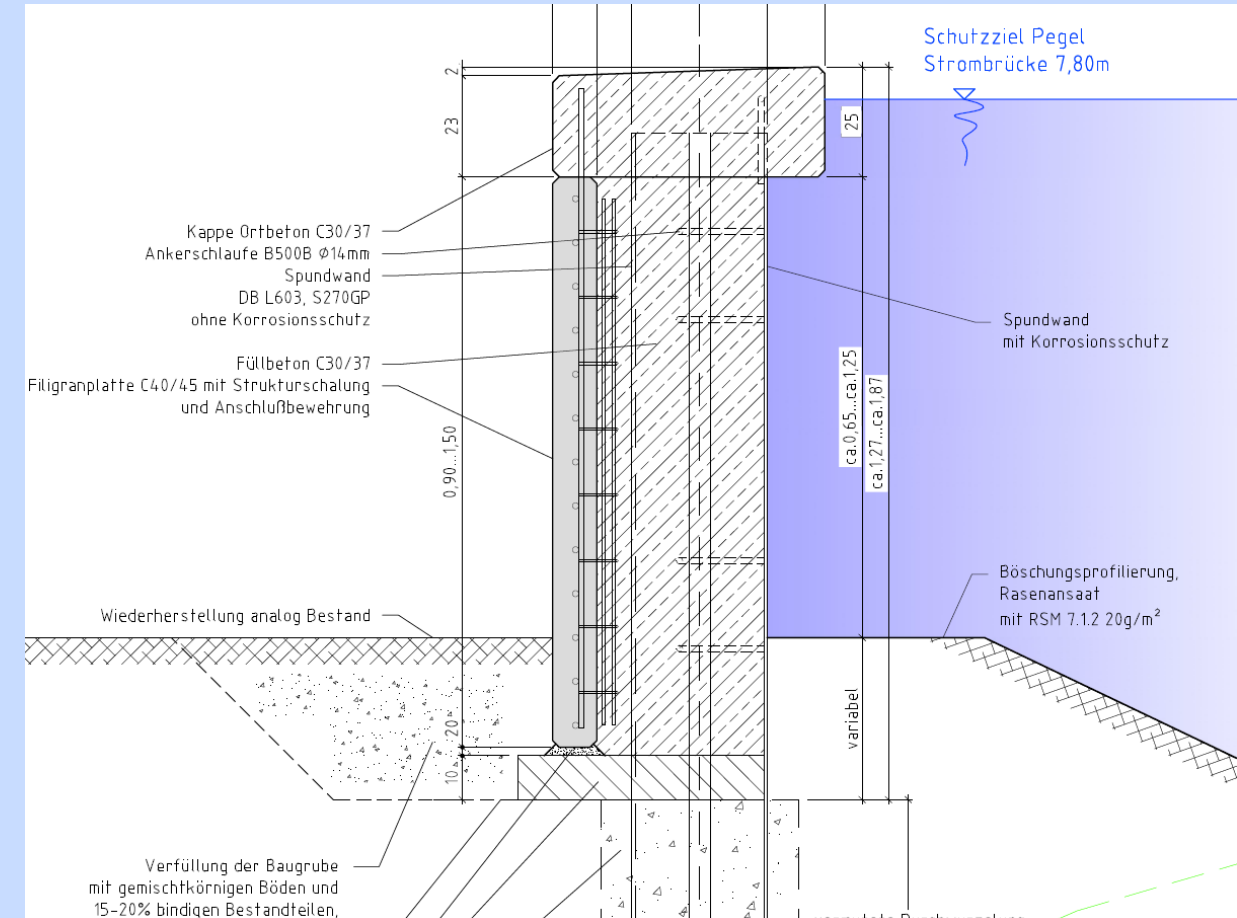 Schutzziel Pegel
Strombrücke 7,80m
2
23
25
Kappe Ortbeton C30/37
Ankerschlaufe B500B Ø14mm
Spundwand
DB L603, S270GP
ohne Korrosionsschutz
Füllbeton C30/37
Filigranplatte C40/45 mit Strukturschalung
und Anschlußbewehrung
Spundwand
mit Korrosionsschutz
0,90...1,50
ca.0,65...ca.1,25
ca.1,27...ca.1,87
Wiederherstellung analog Bestand
Böschungsprofilierung,
Rasenansaat
mit RSM 7.1.2 20g/m²
variabel
20
10
Verfüllung der Baugrube
mit gemischtkörnigen Böden und
15-20% bindigen Bestandteilen,